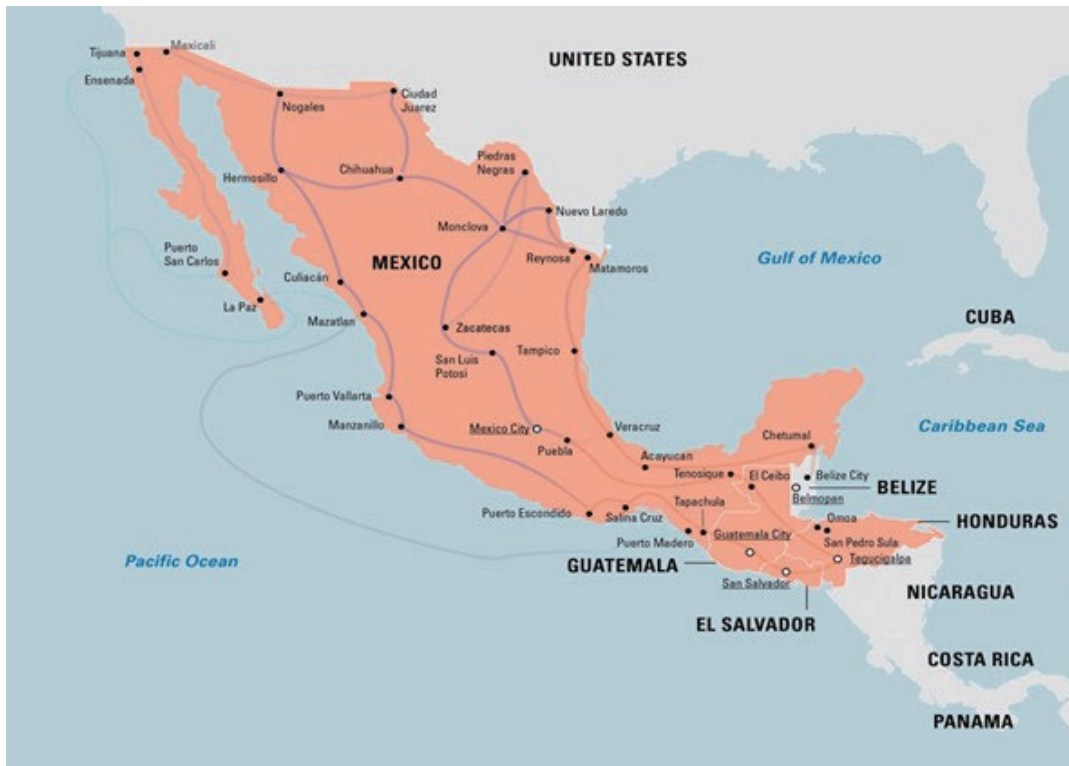 Mexicali
Tijuana
UNITED STATES
Ensenada
Nogales
Ciudad
Juarez
Piedras
Negras
Chihuahua
Hermosillo
Nuevo Laredo
Monclova
Puerto
San Carlos
MEXICO
Reynosa
Gulf of Mexico
Matamoros
Culiacán
La Paz
CUBA
Mazatlan
Zacatecas
San Luis
Potosi
Tampico
Puerto Vallarta
Manzanillo
Mexico City
Veracruz
Caribbean Sea
Chetumal
Puebla
Acayucan
Tenosique
El Ceibo
Belize City
BELIZE
Belmopan
Tapachula
Puerto Escondido
Salina Cruz
Omoa
HONDURAS
Guatemala City
Puerto Madero
San Pedro Sula
Pacific Ocean
GUATEMALA
Tegucigalpa
San Salvador
NICARAGUA
EL SALVADOR
COSTA RICA
PANAMA